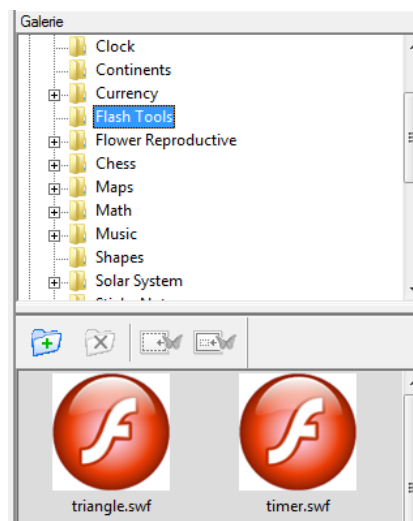 Galerie
Clock
Continents
Currency
Flash Tools
Flower Reproductive
Chess
Maps
Math
Music
Shapes
Solar System
triangle.swf
timer.swf